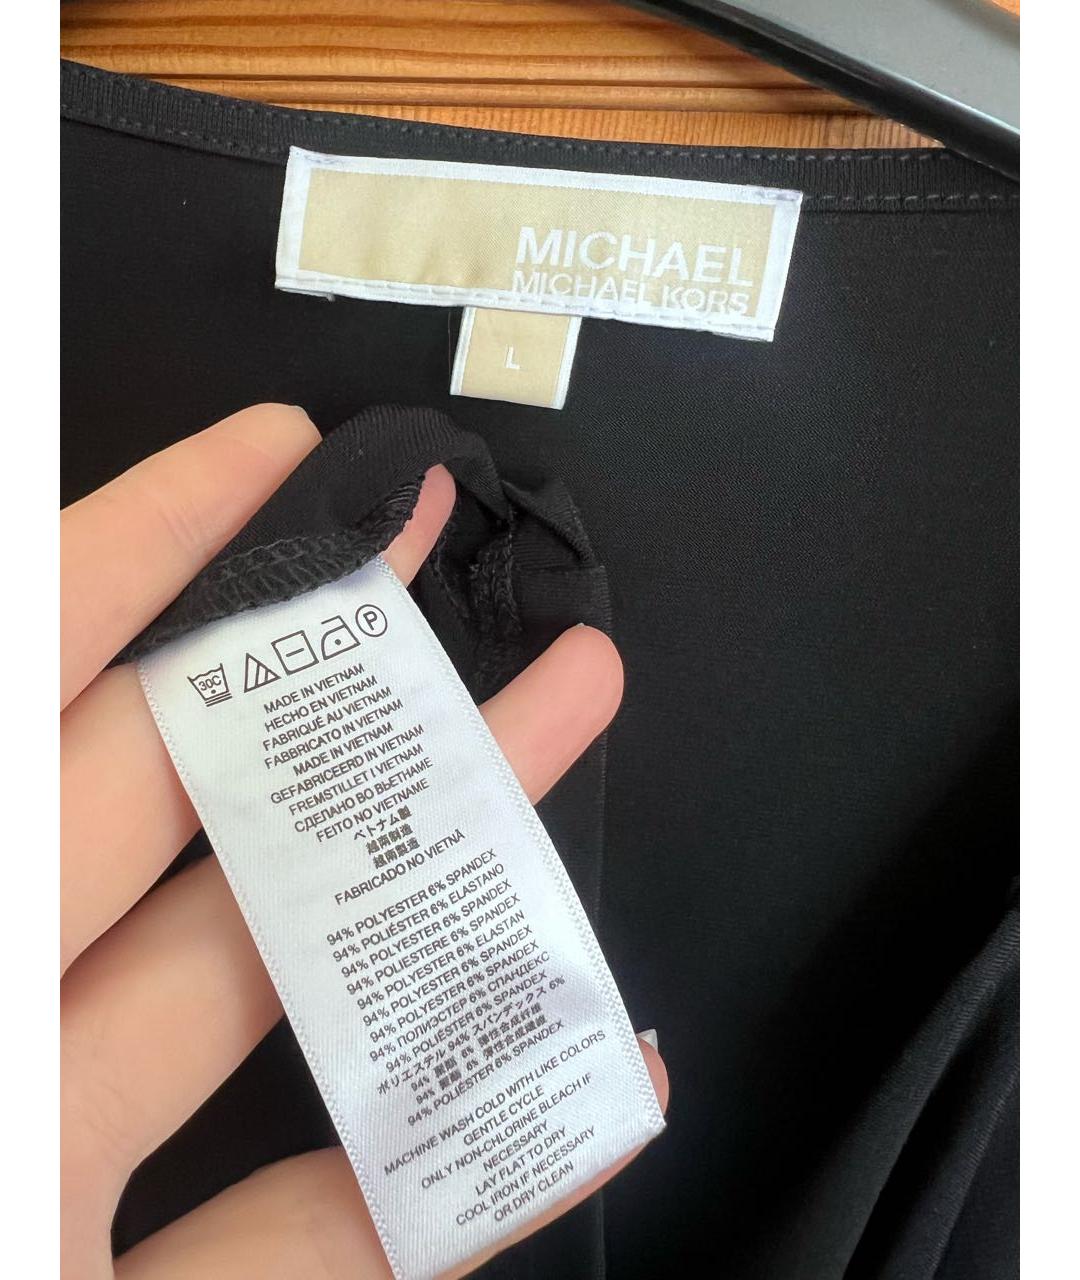 MICHAEL
MICHAEL KORS
L
30C
P
MADE IN VIETNAM
HECHO EN VIETNAM
FABRIQUÉ AU VIETNAM
FABBRICATO IN VIETNAM
MADE IN VIETNAM
GEFABRICEERD IN VIETNAM
FREMSTILLET I VIETNAM
СДЕЛАНО ВО ВЬЕТНАМЕ
FEITO NO VIETNAME
ベトナム製
越南制造
越南製造
FABRICADO NO VIETNÃ
94% POLYESTER 6% SPANDEX
94% POLIÉSTER 6% ELASTANO
94% POLYESTER 6% SPANDEX
94% POLIESTERE 6% SPANDEX
94% POLYESTER 6% ELASTAN
94% POLYESTER 6% SPANDEX
94% POLYESTER 6% SPANDEX
94% ПОЛИЭСТЕР 6% СПАНДЕКС
94% POLIÉSTER 6% SPANDEX
ポリエステル 94% スパンデックス 6%
94% 聚酯 6% 弹性合成纤维
94% 聚酯 6% 彈性合成纖維
94% POLIÉSTER 6% SPANDEX
MACHINE WASH COLD WITH LIKE COLORS
GENTLE CYCLE
ONLY NON-CHLORINE BLEACH IF
NECESSARY
LAY FLAT TO DRY
COOL IRON IF NECESSARY
OR DRY CLEAN